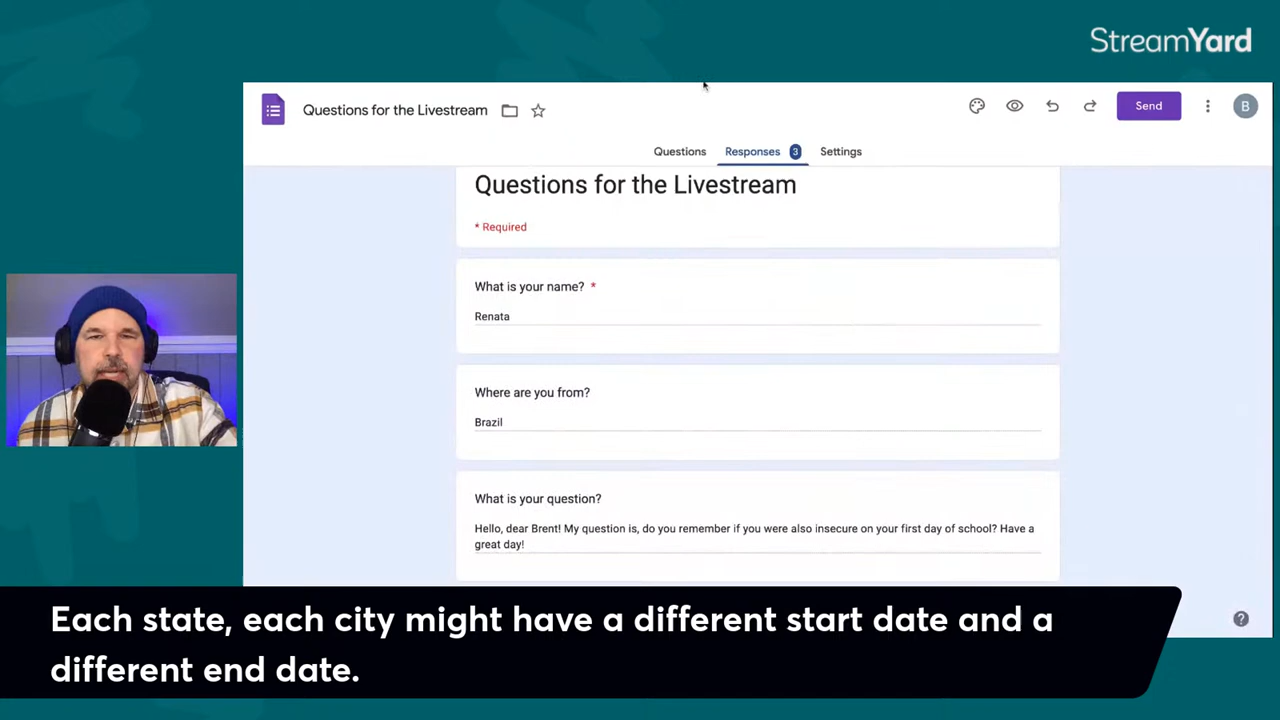 StreamYard
Questions for the Livestream
Send
B
Questions
Responses 3
Settings
Questions for the Livestream
* Required
What is your name? *
Renata
Where are you from?
Brazil
What is your question?
Hello, dear Brent! My question is, do you remember if you were also insecure on your first day of school? Have a
great day!
Each state, each city might have a different start date and a
different end date.